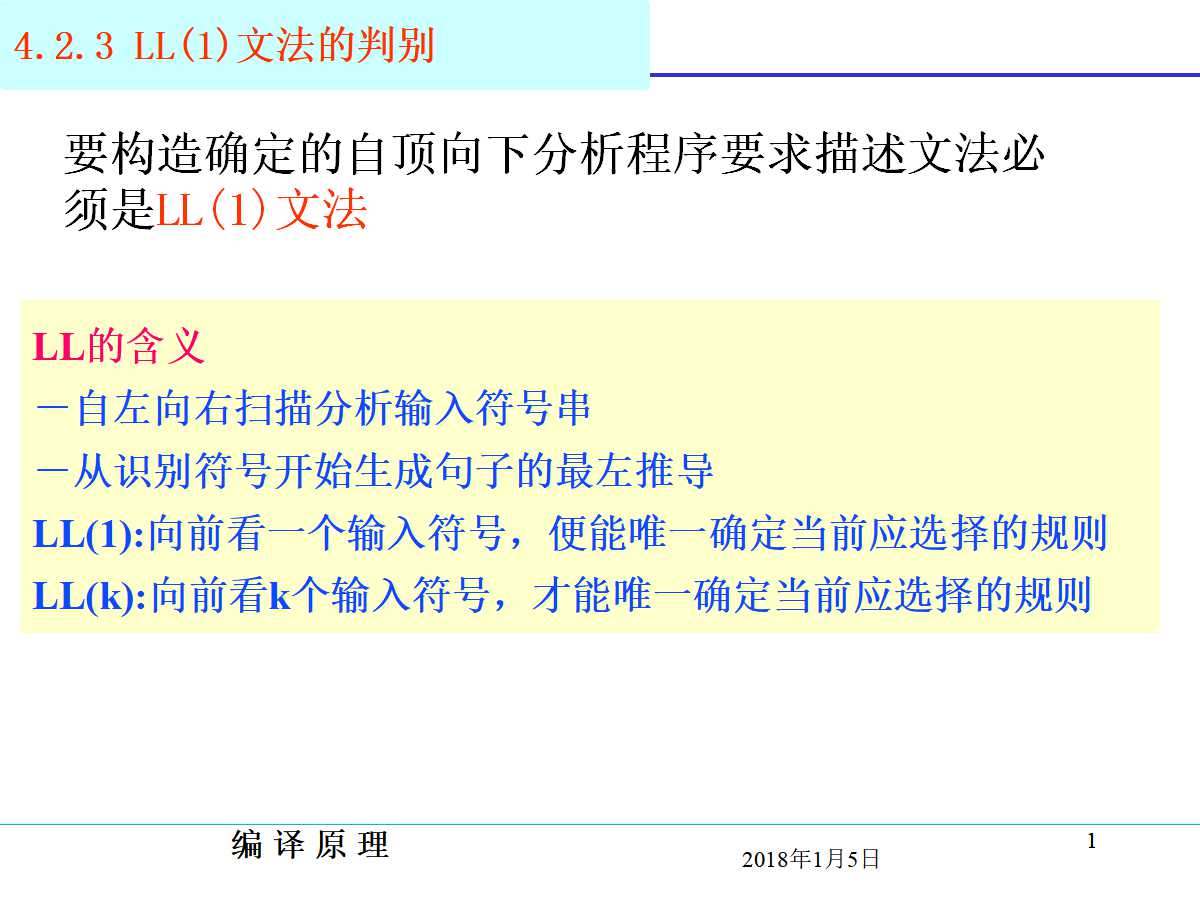 4.2.3 LL(1)文法的判别
要构造确定的自顶向下分析程序要求描述文法必
须是LL(1)文法
LL的含义
－自左向右扫描分析输入符号串
－从识别符号开始生成句子的最左推导
LL(1):向前看一个输入符号，便能唯一确定当前应选择的规则
LL(k):向前看k个输入符号，才能唯一确定当前应选择的规则
编 译 原 理
2018年1月5日
1